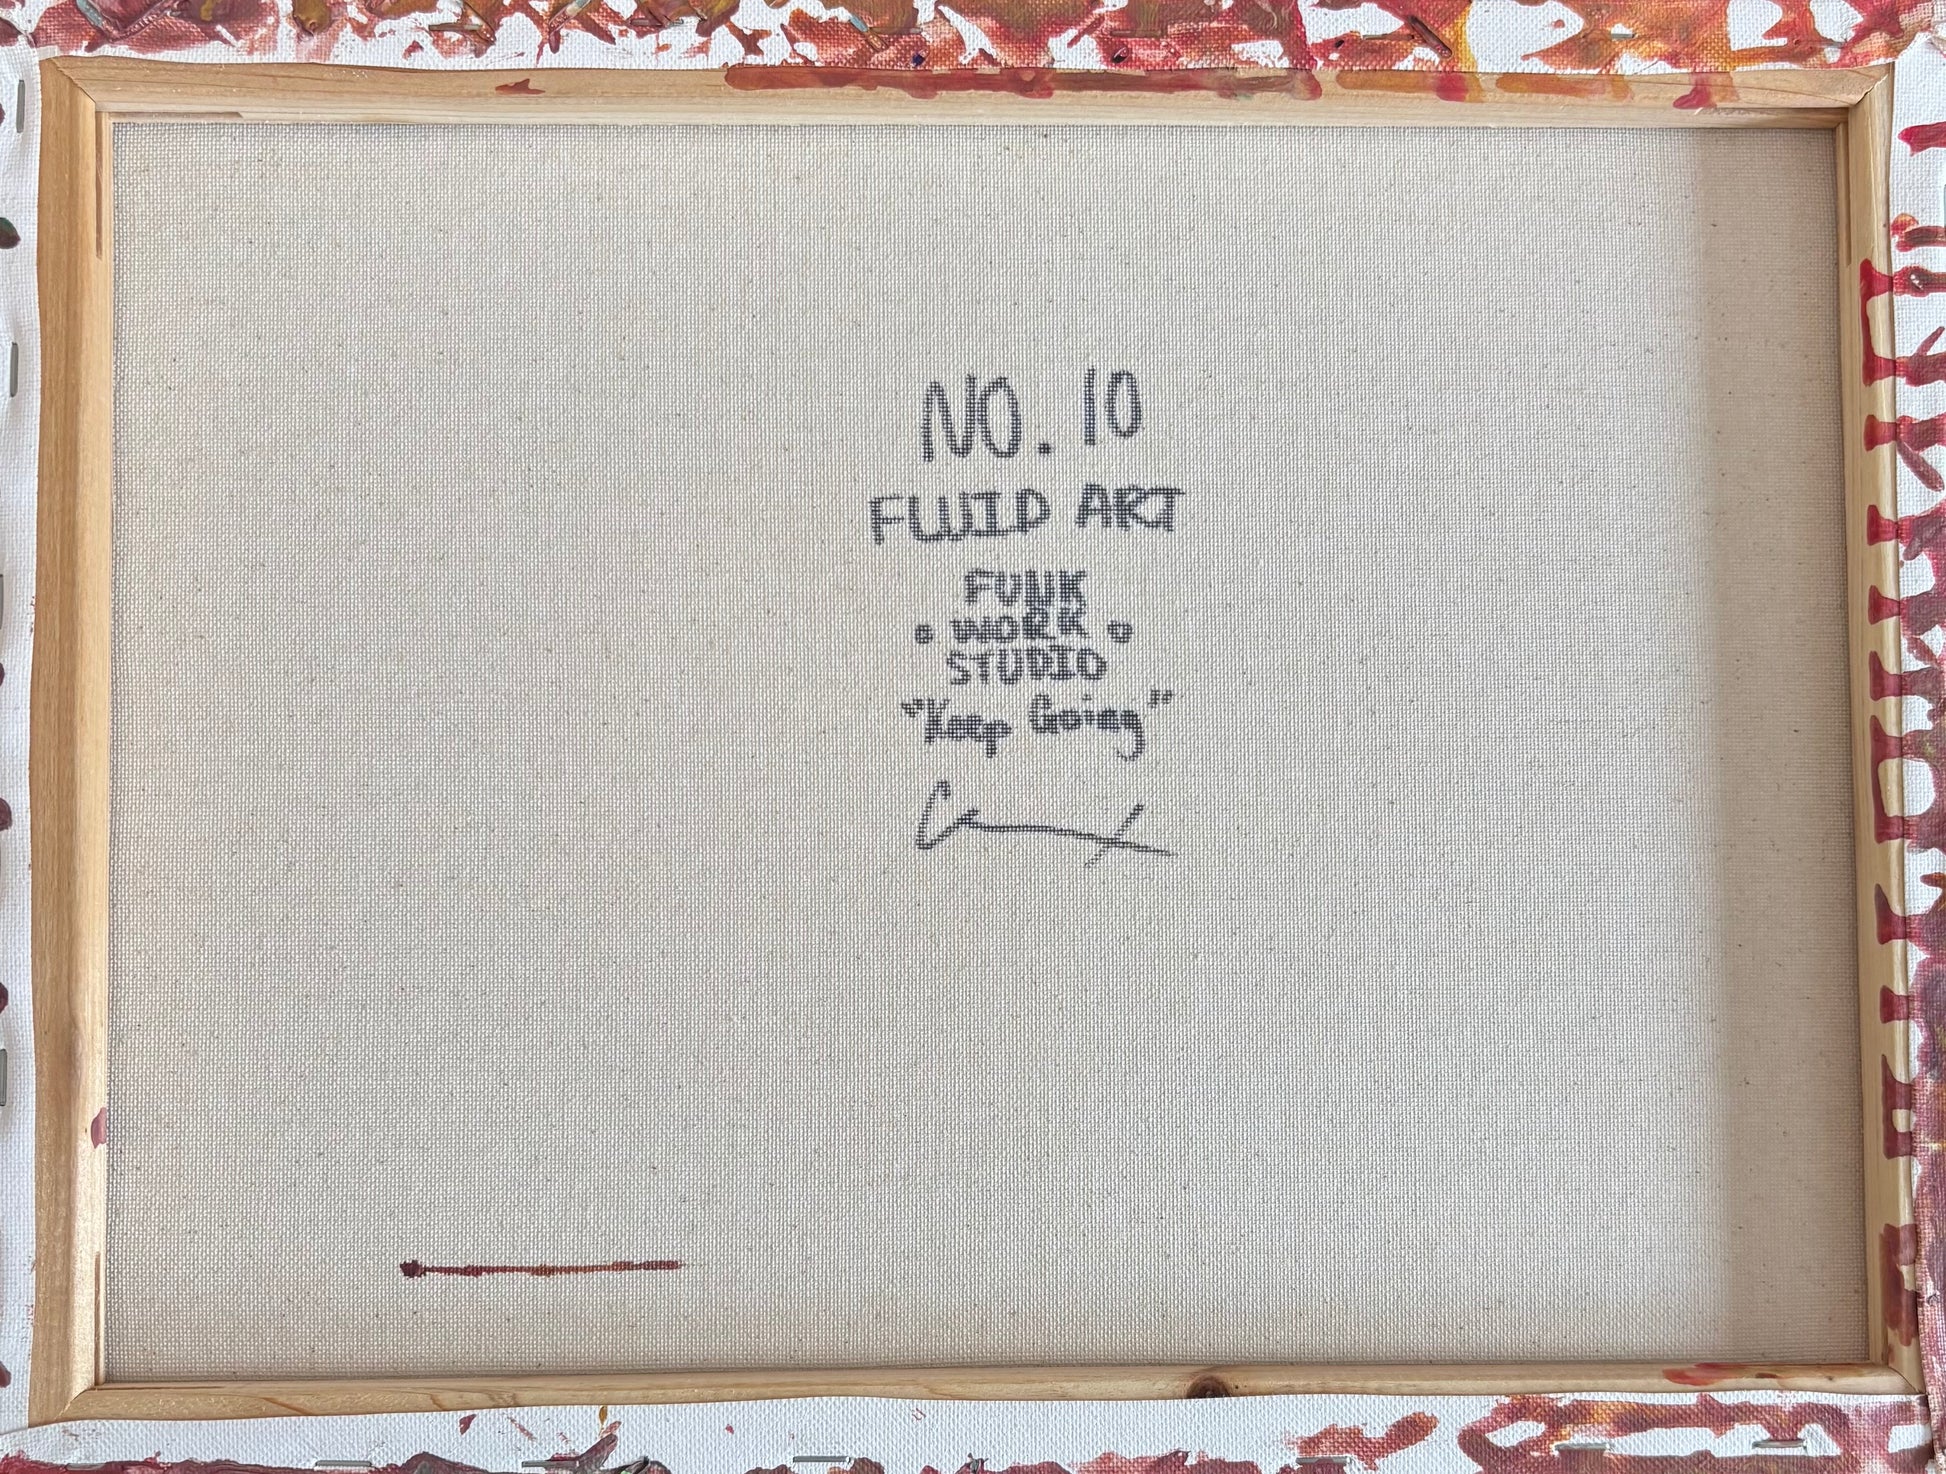 NO. 10
FLUID ART
FUNK
WORK
STUDIO
"Keep Going"